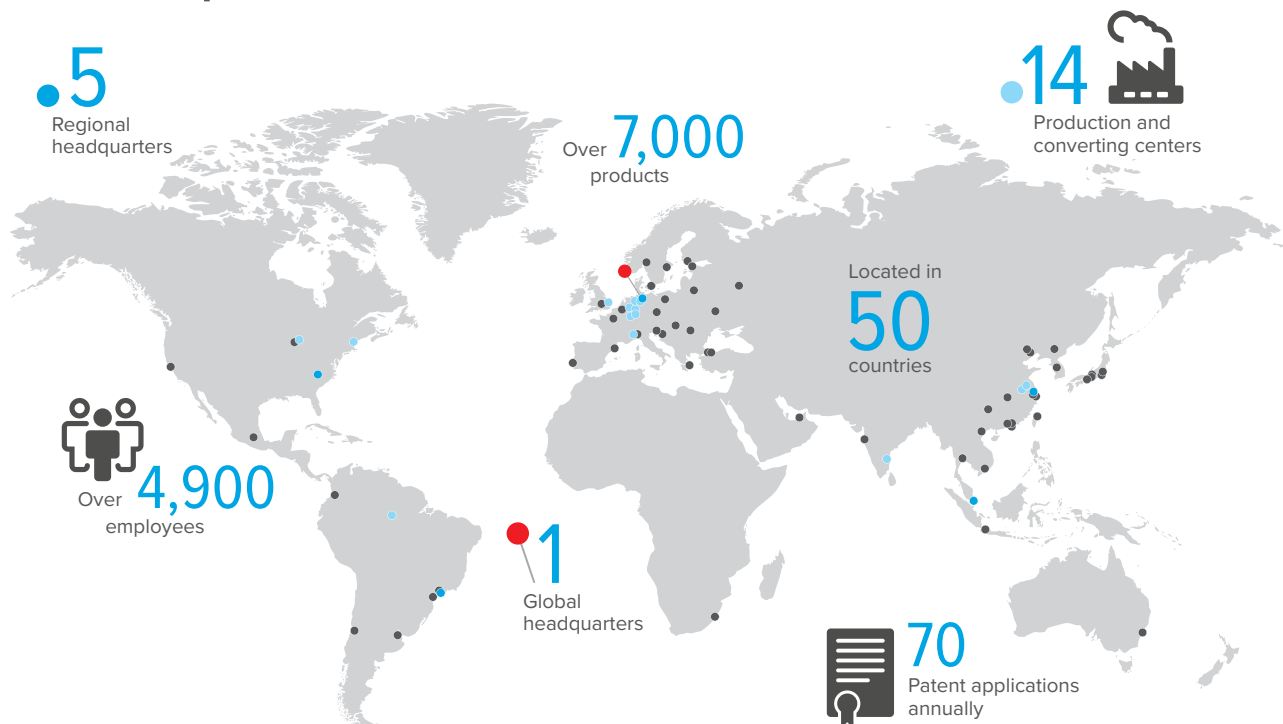 5
Regional
headquarters
14
Production and
converting centers
Over 7,000
products
Located in
50
countries
Over 4,900
employees
1
Global
headquarters
70
Patent applications
annually